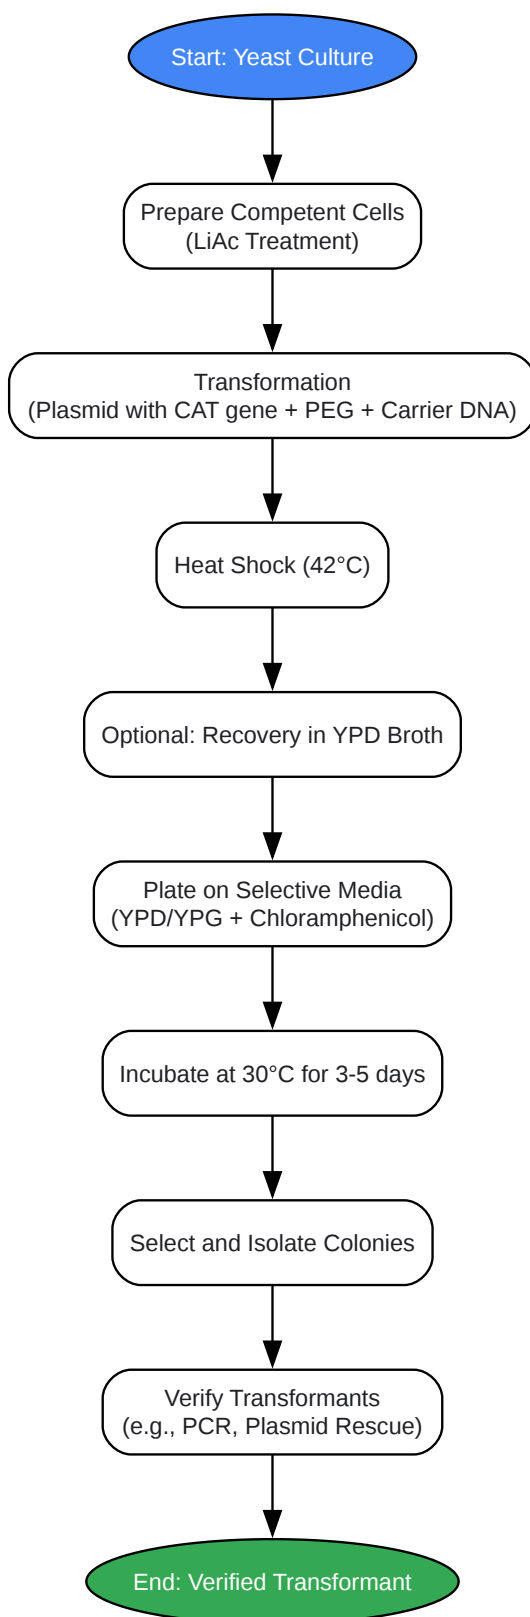 Start: Yeast Culture
Prepare Competent Cells
(LiAc Treatment)
Transformation
(Plasmid with CAT gene + PEG + Carrier DNA)
Heat Shock (42°C)
Optional: Recovery in YPD Broth
Plate on Selective Media
(YPD/YPG + Chloramphenicol)
Incubate at 30°C for 3-5 days
Select and Isolate Colonies
Verify Transformants
(e.g., PCR, Plasmid Rescue)
End: Verified Transformant